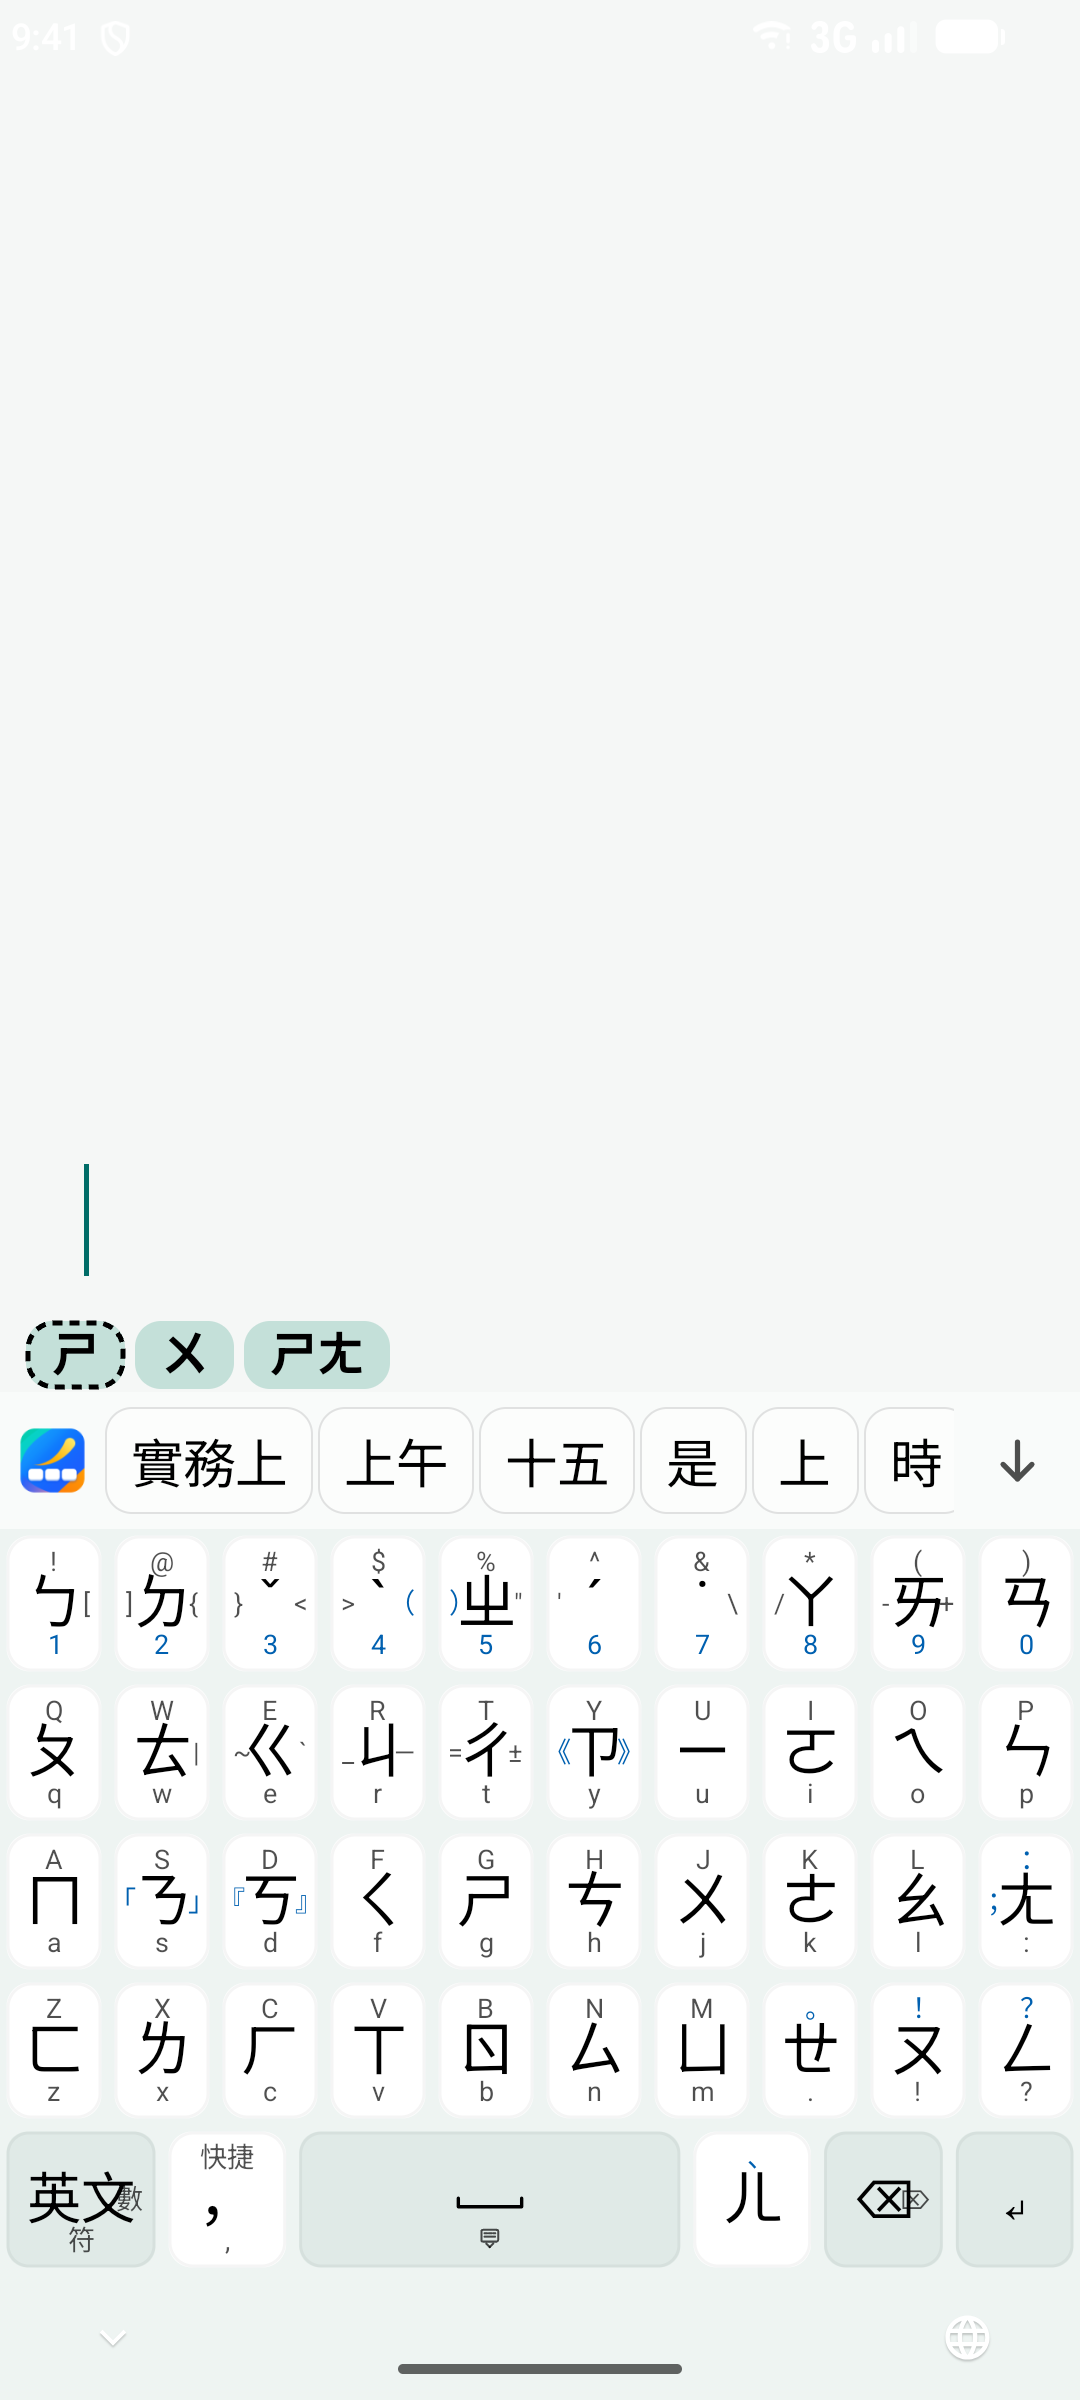 9:41 3G
ㄕ ㄨ ㄕㄤ
實務上 上午 十五 是 上 時
! @ # $ % ^ & * ( )
ㄅ [ ] ㄉ { } ˇ < > ˋ ( ) ㄓ " ' ˊ ˙ \ / ㄚ - ㄞ + ㄢ
1 2 3 4 5 6 7 8 9 0
Q W E R T Y U I O P
ㄆ ㄊ | ~ ㄍ ` _ ㄐ — = ㄔ ± 《 ㄗ 》 ㄧ ㄛ ㄟ ㄣ
q w e r t y u i o p
A S D F G H J K L :
ㄇ 「 ㄋ 」 『 ㄎ 』 ㄑ ㄕ ㄘ ㄨ ㄜ ㄠ ; ㄤ
a s d f g h j k l :
Z X C V B N M 。 ! ?
ㄈ ㄌ ㄏ ㄒ ㄖ ㄙ ㄩ ㄝ ㄡ ㄥ
z x c v b n m . ! ?
快捷 、
英文 數 , ㄦ
符 ,